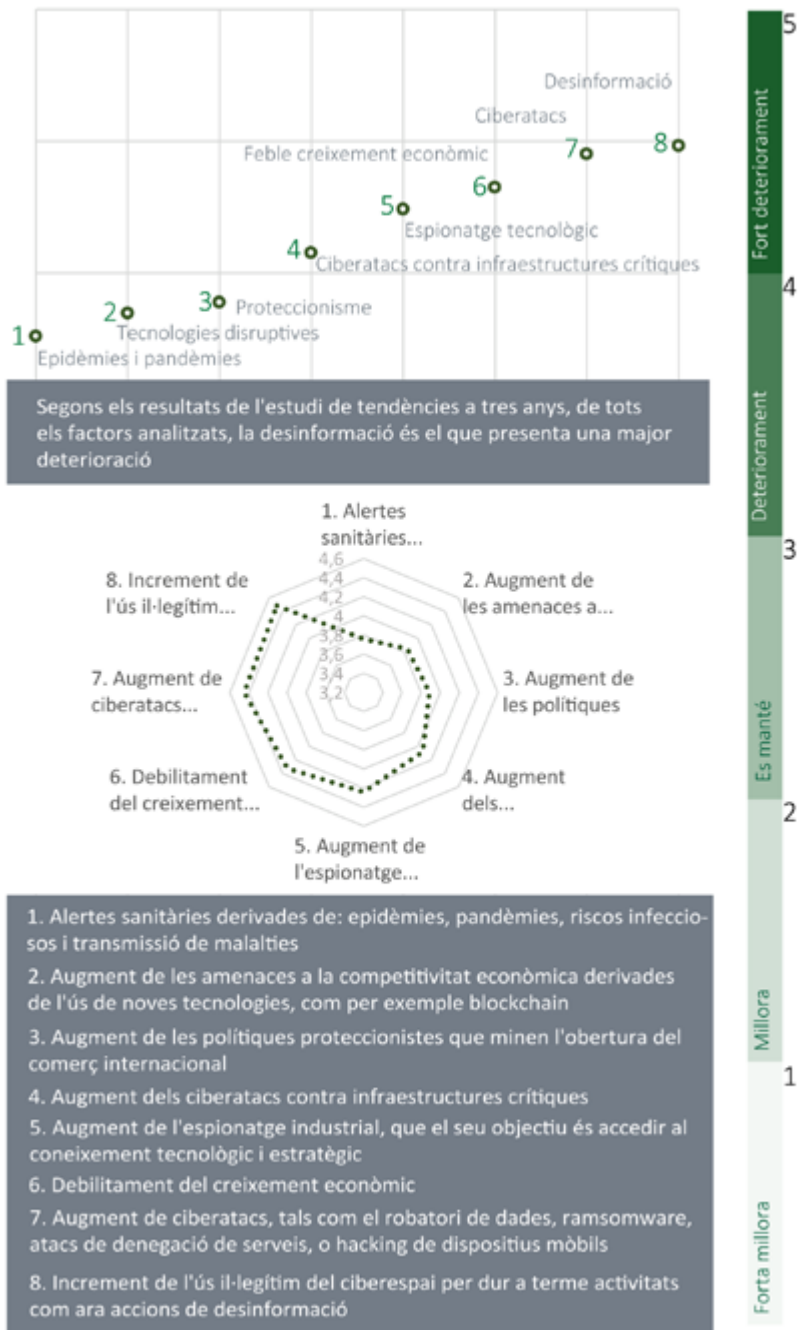 Desinformació
Ciberatacs
7
8
Feble creixement econòmic
6
5
Espionatge tecnològic
4
Ciberatacs contra infraestructures crítiques
3
Proteccionisme
2
Tecnologies disruptives
1
Epidèmies i pandèmies
Segons els resultats de l'estudi de tendències a tres anys, de tots
els factors analitzats, la desinformació és el que presenta una major
deterioració
1. Alertes
sanitàries...
8. Increment de
l'ús il·legítim...
2. Augment de
les amenaces a...
7. Augment de
ciberatacs...
3. Augment de
les polítiques
6. Debilitament
del creixement...
4. Augment
dels...
5. Augment de
l'espionatge...
4,6
4,4
4,2
4
3,8
3,6
3,4
3,2
1. Alertes sanitàries derivades de: epidèmies, pandèmies, riscos infeccio-
sos i transmissió de malalties
2. Augment de les amenaces a la competitivitat econòmica derivades
de l'ús de noves tecnologies, com per exemple blockchain
3. Augment de les polítiques proteccionistes que minen l'obertura del
comerç internacional
4. Augment dels ciberatacs contra infraestructures crítiques
5. Augment de l'espionatge industrial, que el seu objectiu és accedir al
coneixement tecnològic i estratègic
6. Debilitament del creixement econòmic
7. Augment de ciberatacs, tals com el robatori de dades, ramsomware,
atacs de denegació de serveis, o hacking de dispositius mòbils
8. Increment de l'ús il·legítim del ciberespai per dur a terme activitats
com ara accions de desinformació
5
Fort deteriorament
4
Deteriorament
3
Es manté
2
Millora
1
Forta millora